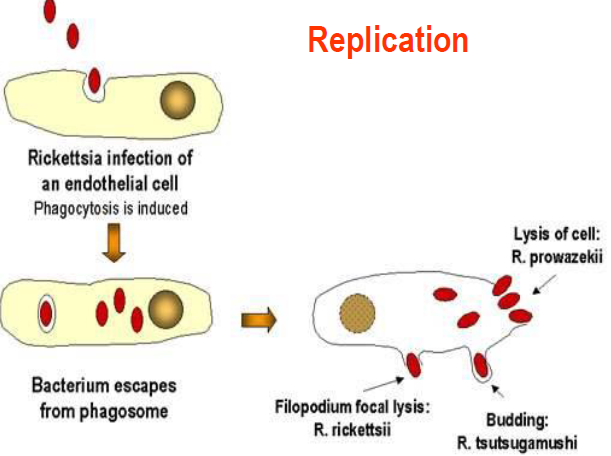 Replication
Rickettsia infection of
an endothelial cell
Phagocytosis is induced
Bacterium escapes
from phagosome
Lysis of cell:
R. prowazekii
Filopodium focal lysis:
R. rickettsii
Budding:
R. tsutsugamushi